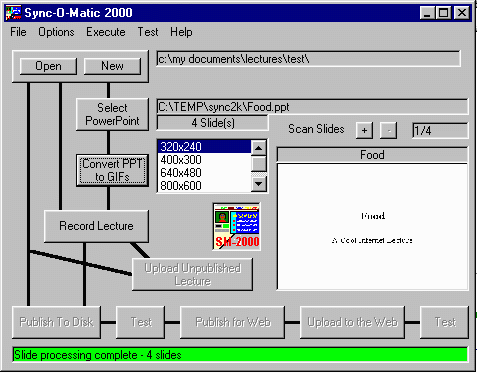 Sync-O-Matic 2000
File Options Execute Test Help
Open New
c:\my documents\lectures\test\
Select
PowerPoint
C:\TEMP\sync2k\Food.ppt
4 Slide(s)
Scan Slides + - 1/4
Convert PPT
to GIFs
320x240
400x300
640x480
800x600
Food
Food
A Cool Internet Lecture
Record Lecture
SM-2000
Upload Unpublished
Lecture
Publish To Disk Test Publish for Web Upload to the Web Test
Slide processing complete - 4 slides